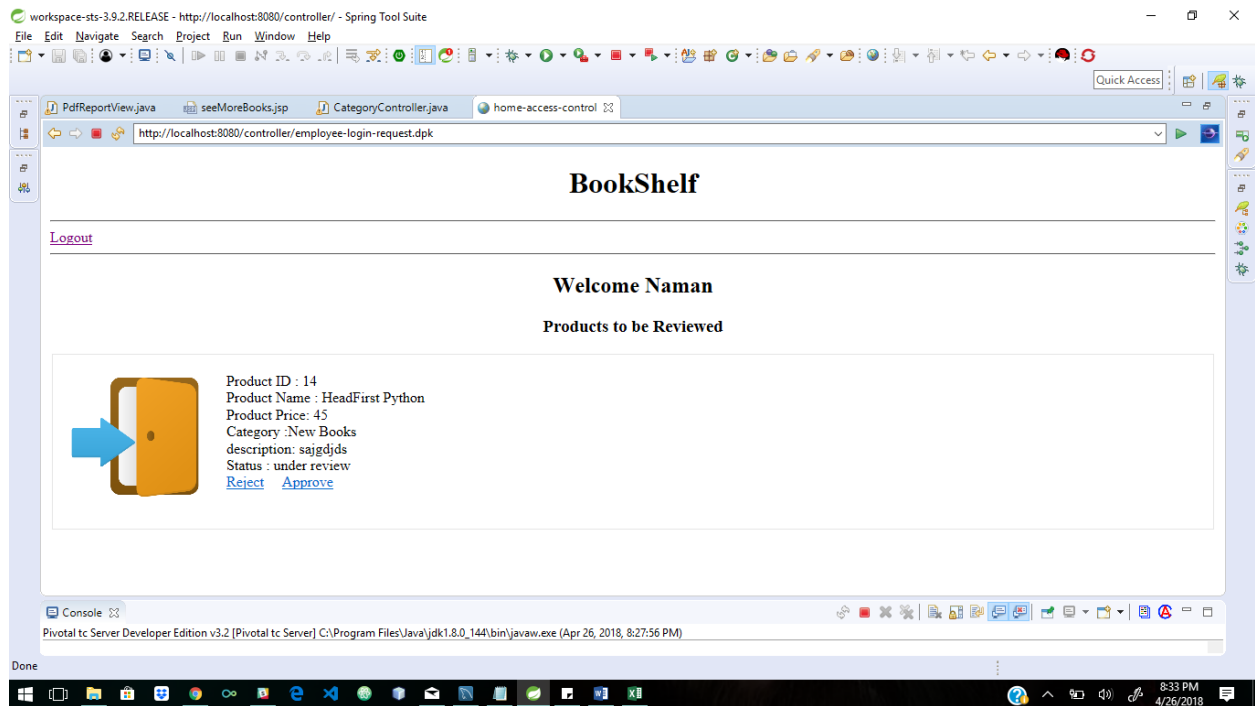 workspace-sts-3.9.2.RELEASE - http://localhost:8080/controller/ - Spring Tool Suite
File Edit Navigate Search Project Run Window Help
Quick Access
PdfReportView.java seeMoreBooks.jsp CategoryController.java home-access-control
http://localhost:8080/controller/employee-login-request.dpk
BookShelf
Logout
Welcome Naman
Products to be Reviewed
Product ID : 14
Product Name : HeadFirst Python
Product Price: 45
Category :New Books
description: sajgdjds
Status : under review
Reject Approve
Console
Pivotal tc Server Developer Edition v3.2 [Pivotal tc Server] C:\Program Files\Java\jdk1.8.0_144\bin\javaw.exe (Apr 26, 2018, 8:27:56 PM)
Done
8:33 PM
4/26/2018